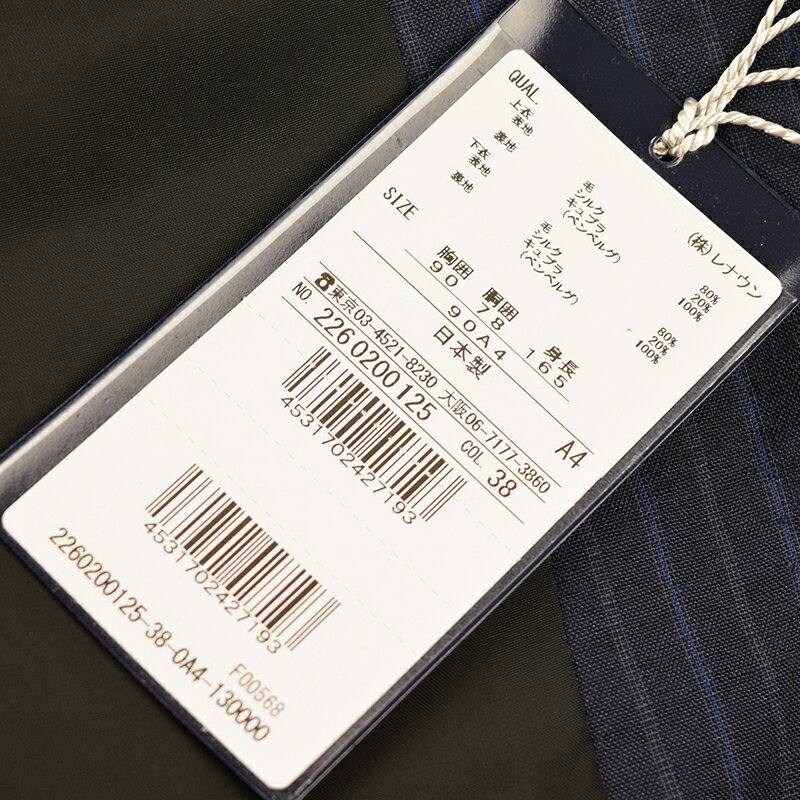 QUAL.
上衣
表地 毛 80%
シルク 20%
裏地 キュプラ 100%
(ベンベルグ)
下衣
表地 毛 80%
シルク 20%
裏地 キュプラ 100%
(ベンベルグ)
(株)レナウン
SIZE
胸囲 胴囲 身長
90 78 165
90A4 A4
日本製
☎東京03-4521-8230 大阪06-7177-3860
NO. 2260200125 COL. 38
4531702427193
4531702427193
F00568
2260200125-38-0A4-130000